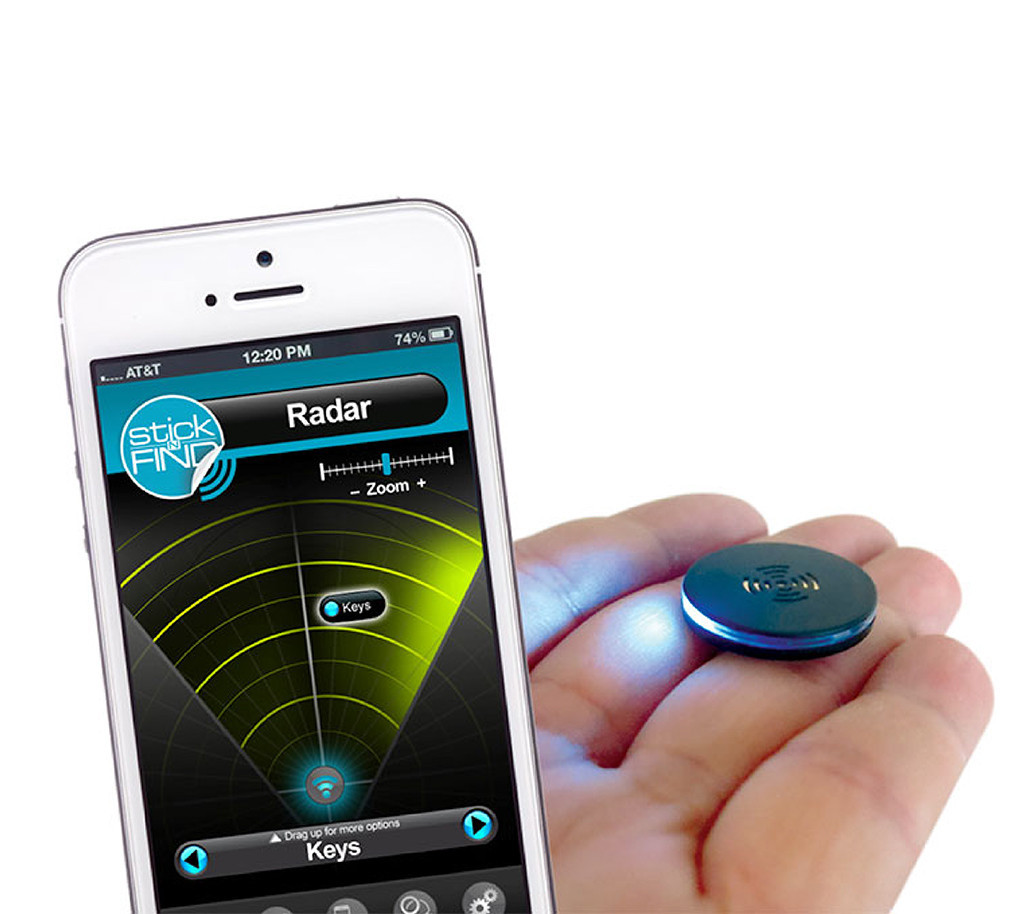 AT&T 12:20 PM 74%
stick
N
FIND
Radar
– Zoom +
Keys
Drag up for more options
Keys